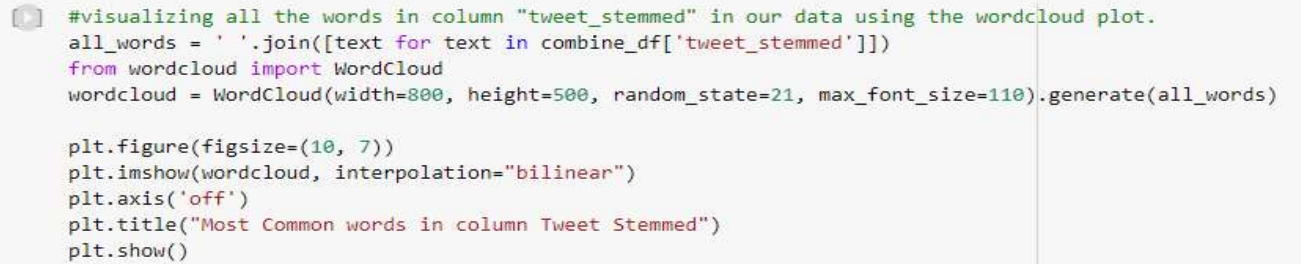 #visualizing all the words in column "tweet_stemmed" in our data using the wordcloud plot.
all_words = ' '.join([text for text in combine_df['tweet_stemmed']])
from wordcloud import WordCloud
wordcloud = WordCloud(width=800, height=500, random_state=21, max_font_size=110).generate(all_words)
plt.figure(figsize=(10, 7))
plt.imshow(wordcloud, interpolation="bilinear")
plt.axis('off')
plt.title("Most Common words in column Tweet Stemmed")
plt.show()